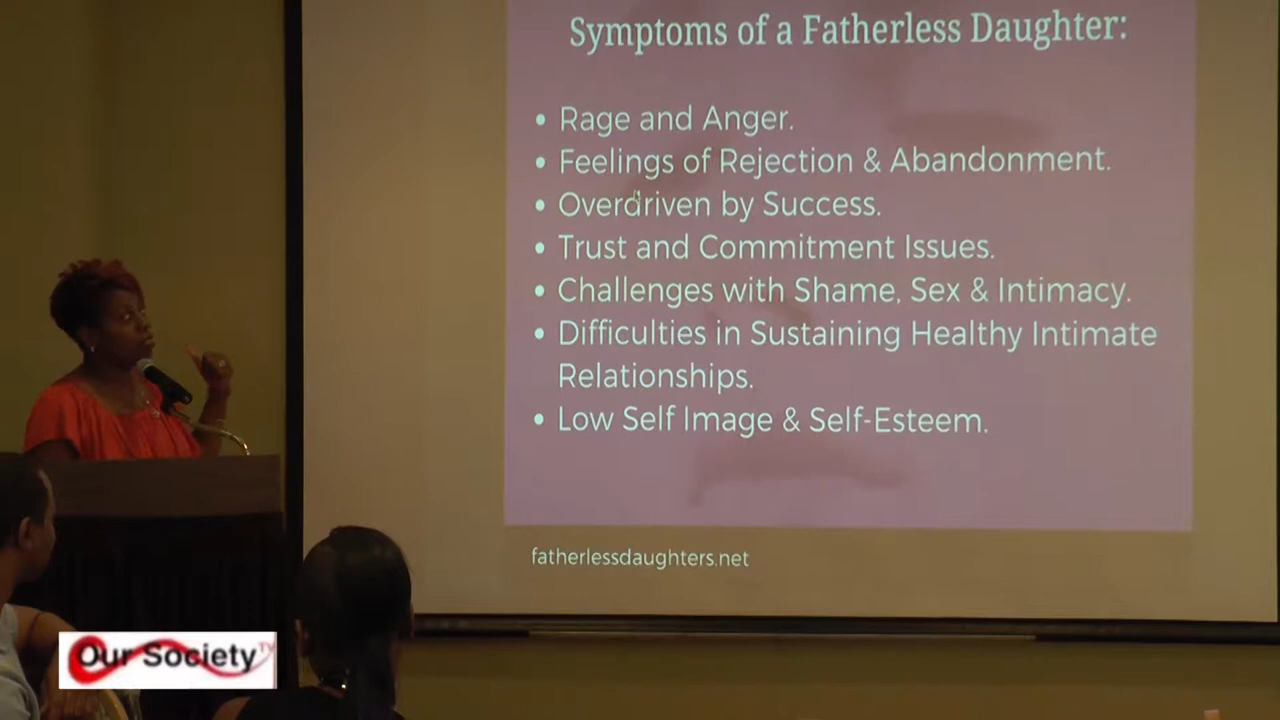 Symptoms of a Fatherless Daughter:
• Rage and Anger.
• Feelings of Rejection & Abandonment.
• Overdriven by Success.
• Trust and Commitment Issues.
• Challenges with Shame, Sex & Intimacy.
• Difficulties in Sustaining Healthy Intimate
Relationships.
• Low Self Image & Self-Esteem.
fatherlessdaughters.net
Our Society TV